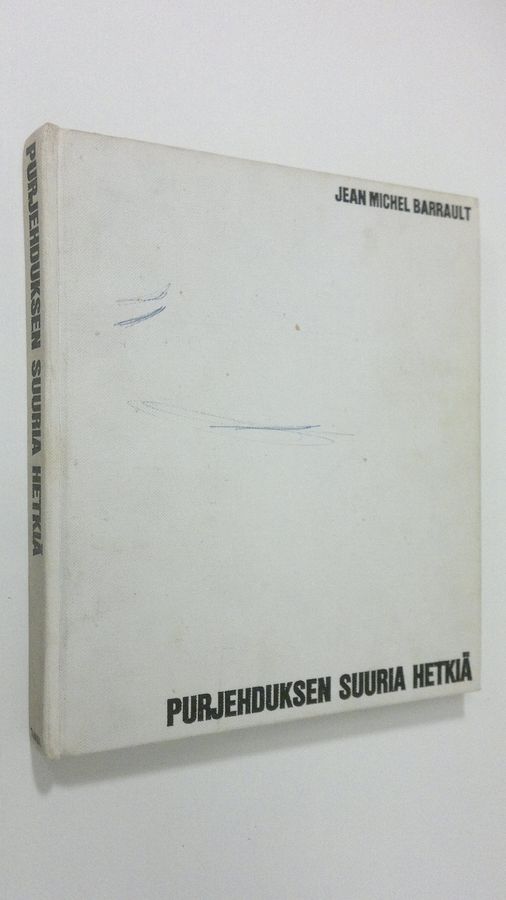 JEAN MICHEL BARRAULT
PURJEHDUKSEN SUURIA HETKIÄ
PURJEHDUKSEN SUURIA HETKIÄ